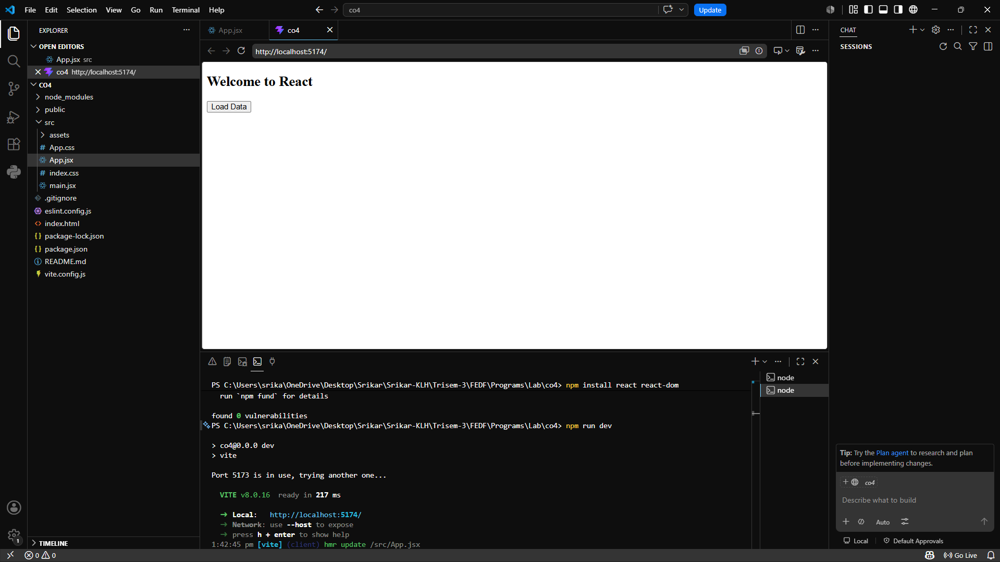 File Edit Selection View Go Run Terminal Help
co4
Update
EXPLORER
OPEN EDITORS
App.jsx src
co4 http://localhost:5174/
CO4
node_modules
public
src
assets
App.css
App.jsx
index.css
main.jsx
.gitignore
eslint.config.js
index.html
package-lock.json
package.json
README.md
vite.config.js
TIMELINE
App.jsx
co4
http://localhost:5174/
Welcome to React
Load Data
PS C:\Users\srika\OneDrive\Desktop\Srikar\Srikar-KLH\Trisem-3\FEDF\Programs\Lab\co4> npm install react react-dom
run `npm fund` for details
found 0 vulnerabilities
PS C:\Users\srika\OneDrive\Desktop\Srikar\Srikar-KLH\Trisem-3\FEDF\Programs\Lab\co4> npm run dev
> co4@0.0.0 dev
> vite
Port 5173 is in use, trying another one...
VITE v8.0.16 ready in 217 ms
➜ Local: http://localhost:5174/
➜ Network: use --host to expose
➜ press h + enter to show help
1:42:45 pm [vite] (client) hmr update /src/App.jsx
node
node
CHAT
SESSIONS
Tip: Try the Plan agent to research and plan
before implementing changes.
co4
Describe what to build
Auto
Local
Default Approvals
1
0 0
Go Live